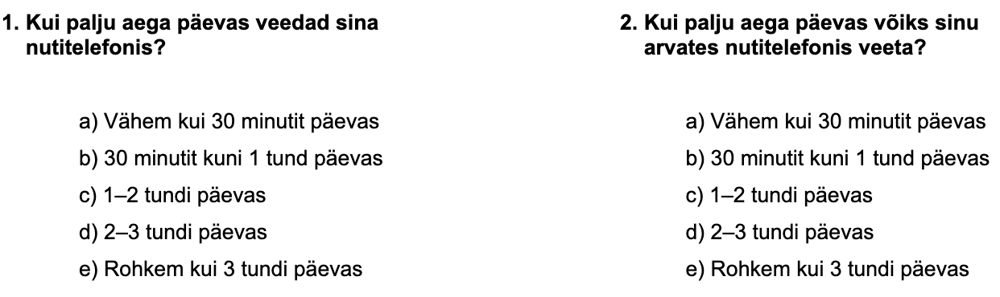 1. Kui palju aega päevas veedad sina
nutitelefonis?
a) Vähem kui 30 minutit päevas
b) 30 minutit kuni 1 tund päevas
c) 1–2 tundi päevas
d) 2–3 tundi päevas
e) Rohkem kui 3 tundi päevas
2. Kui palju aega päevas võiks sinu
arvates nutitelefonis veeta?
a) Vähem kui 30 minutit päevas
b) 30 minutit kuni 1 tund päevas
c) 1–2 tundi päevas
d) 2–3 tundi päevas
e) Rohkem kui 3 tundi päevas